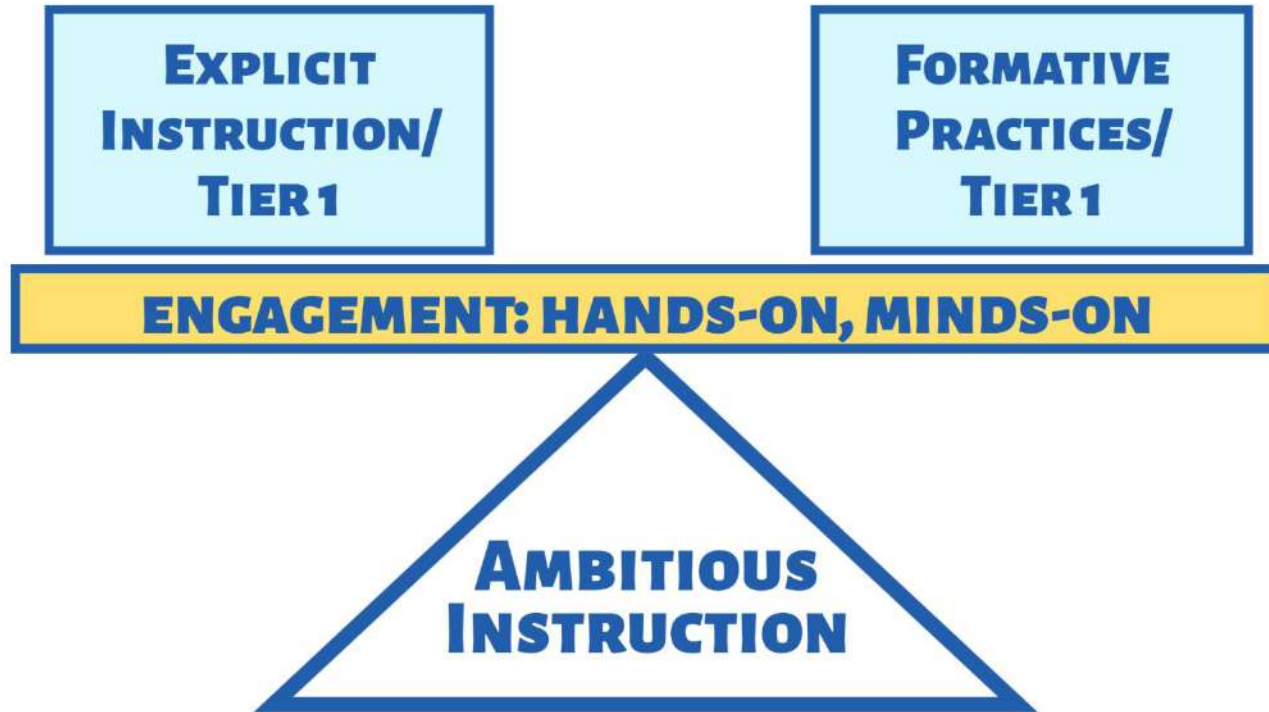 Explicit
Instruction/
Tier 1
Formative
Practices/
Tier 1
ENGAGEMENT: HANDS-ON, MINDS-ON
Ambitious
Instruction